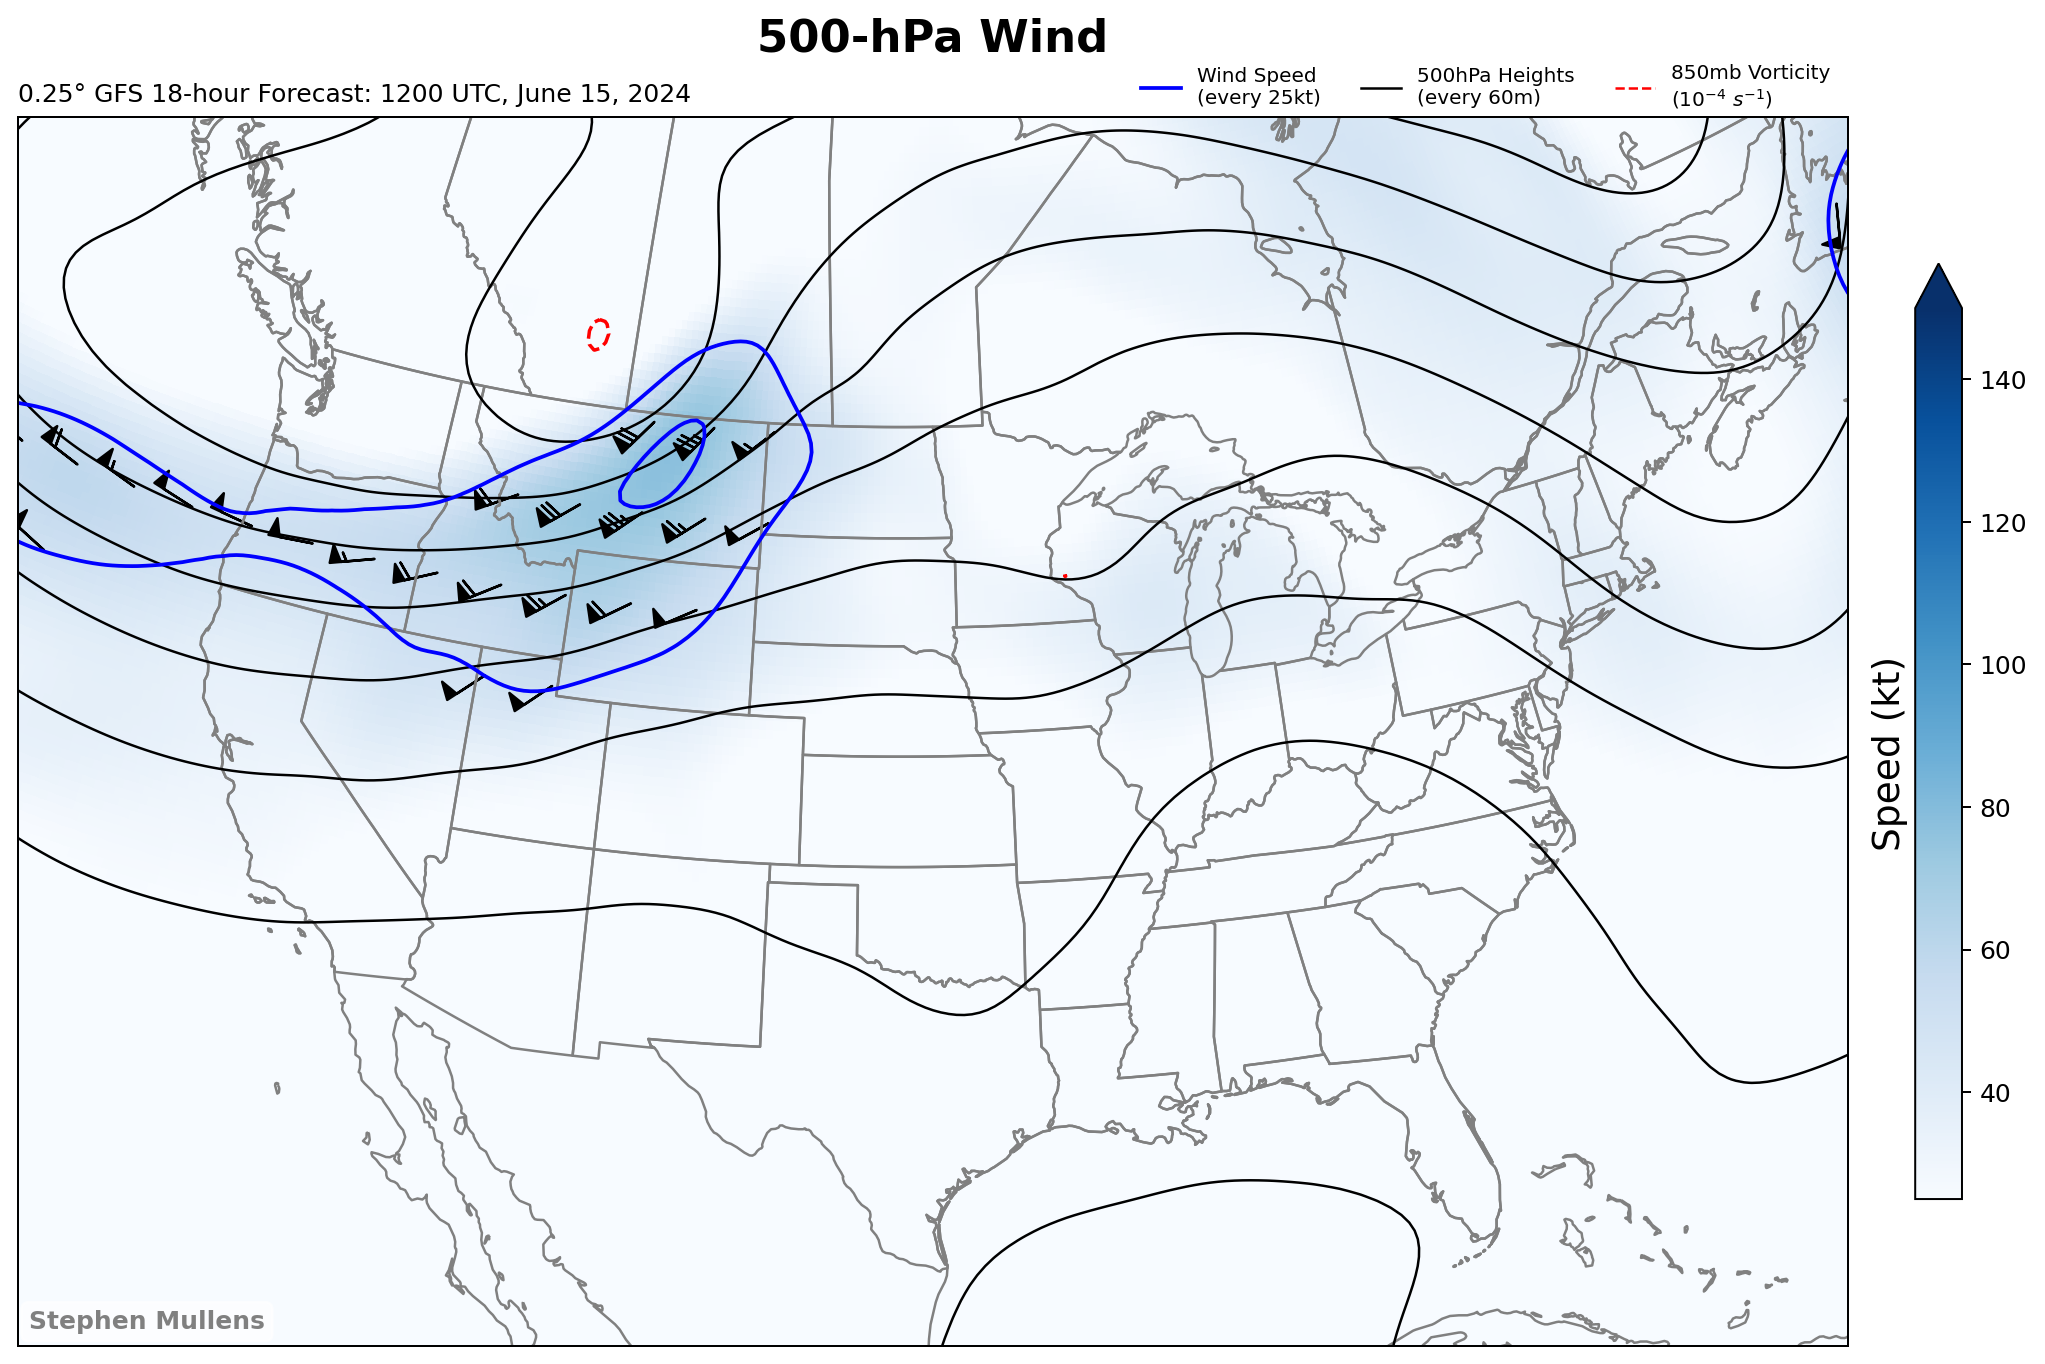 500-hPa Wind
0.25° GFS 18-hour Forecast: 1200 UTC, June 15, 2024
Wind Speed
(every 25kt)
500hPa Heights
(every 60m)
850mb Vorticity
(10⁻⁴ s⁻¹)
140
120
100
80
60
40
Speed (kt)
Stephen Mullens